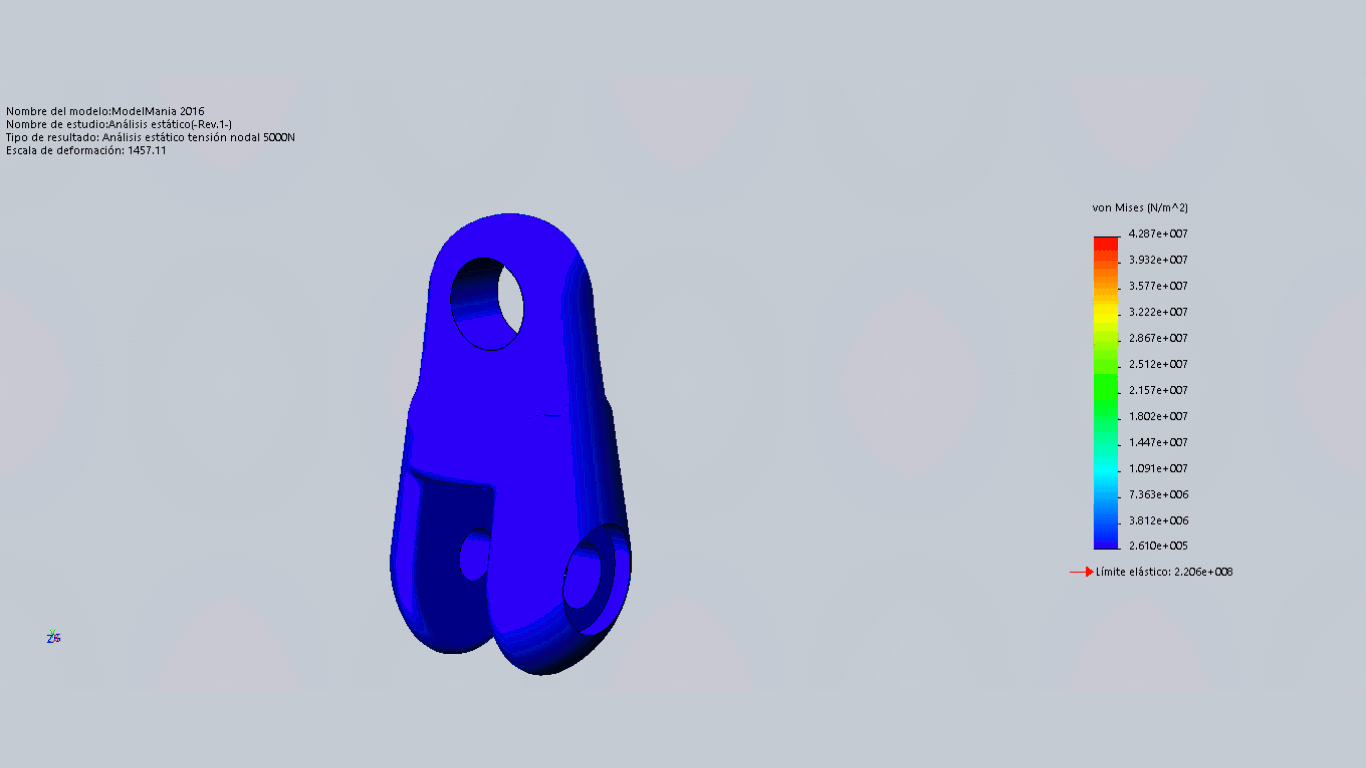 Nombre del modelo:ModelMania 2016
Nombre de estudio:Análisis estático(-Rev.1-)
Tipo de resultado: Análisis estático tensión nodal 5000N
Escala de deformación: 1457.11
von Mises (N/m^2)
4.287e+007
3.932e+007
3.577e+007
3.222e+007
2.867e+007
2.512e+007
2.157e+007
1.802e+007
1.447e+007
1.091e+007
7.363e+006
3.812e+006
2.610e+005
Límite elástico: 2.206e+008